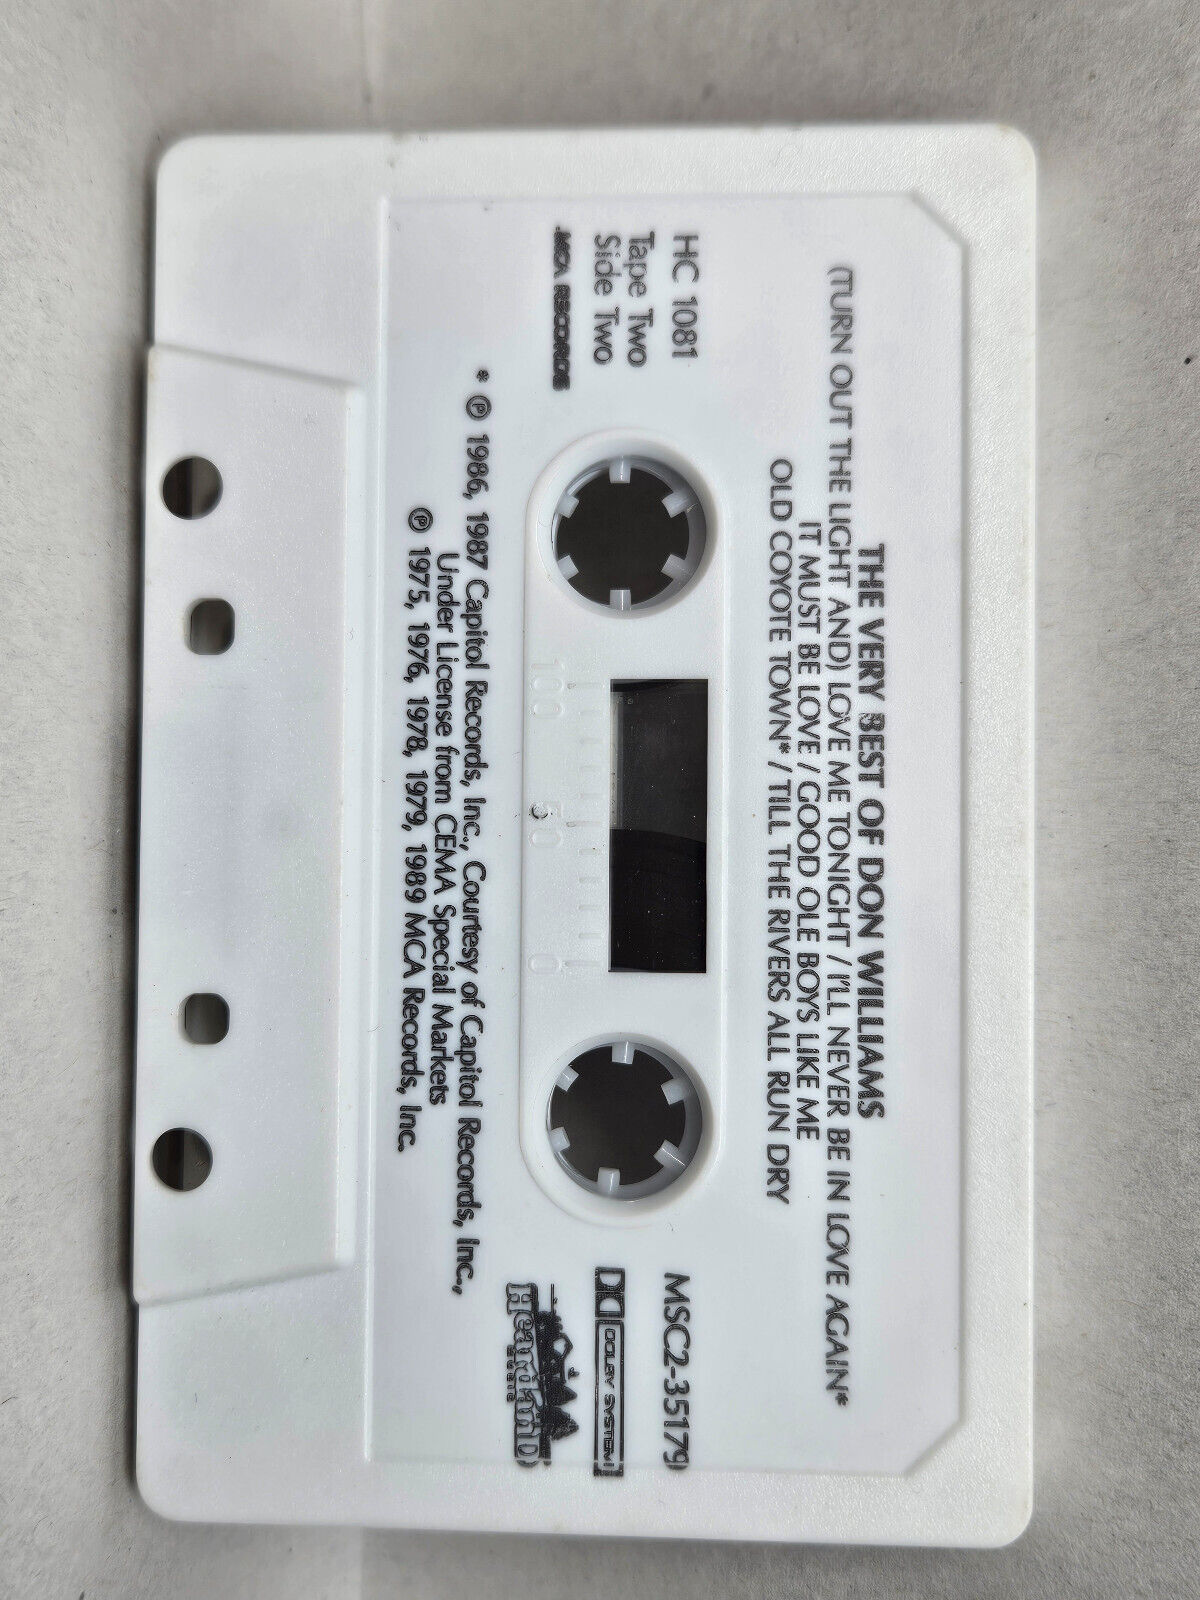 THE VERY BEST OF DON WILLIAMS
(TURN OUT THE LIGHT AND) LOVE ME TONIGHT / I'LL NEVER BE IN LOVE AGAIN*
IT MUST BE LOVE / GOOD OLE BOYS LIKE ME
OLD COYOTE TOWN* / TILL THE RIVERS ALL RUN DRY
HC 1081
Tape Two
Side Two
MCA RECORDS
MSC2-35179
DOLBY SYSTEM
Heartland
MUSIC
100 50 0
* ℗ 1986, 1987 Capitol Records, Inc., Courtesy of Capitol Records, Inc.,
Under License from CEMA Special Markets
℗ 1975, 1976, 1978, 1979, 1989 MCA Records, Inc.